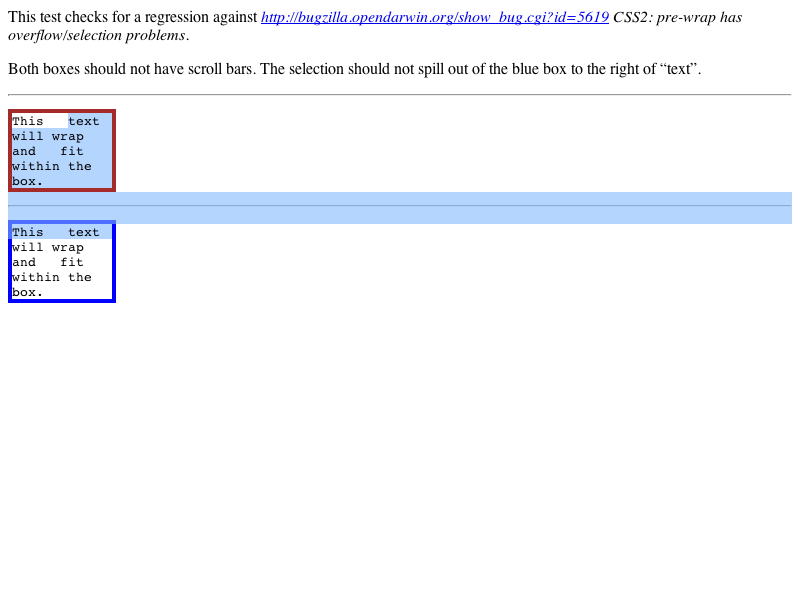 This test checks for a regression against http://bugzilla.opendarwin.org/show_bug.cgi?id=5619 CSS2: pre-wrap has
overflow/selection problems.
Both boxes should not have scroll bars. The selection should not spill out of the blue box to the right of “text”.
This   text
will wrap
and   fit
within the
box.
This   text
will wrap
and   fit
within the
box.